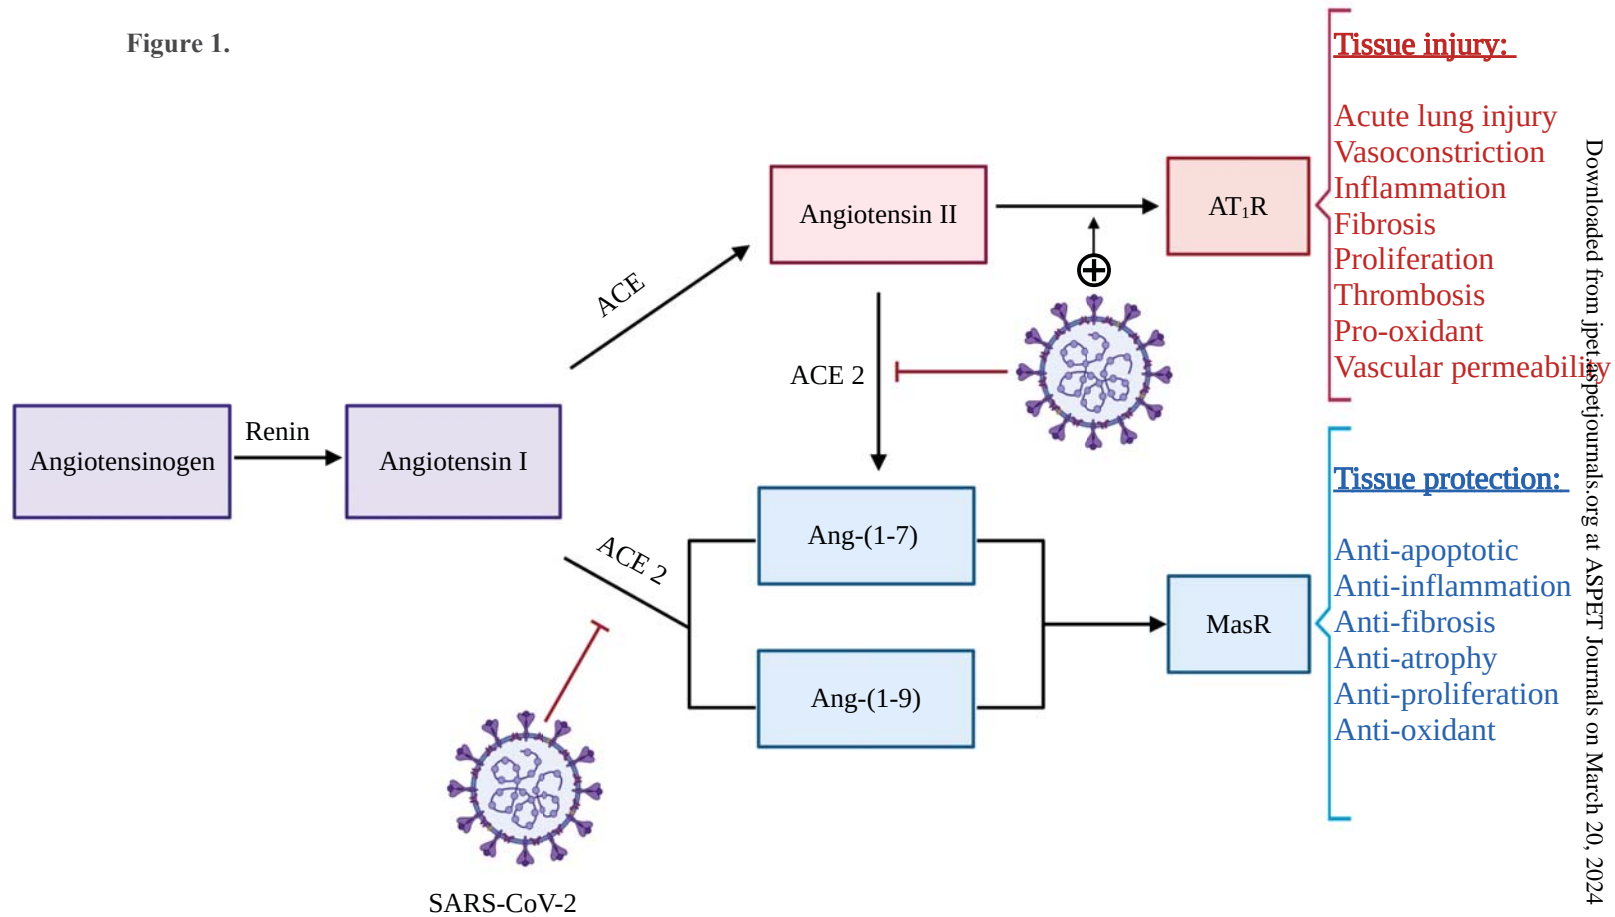 Figure 1.
Angiotensinogen
Renin
Angiotensin I
ACE
Angiotensin II
AT₁R
ACE 2
ACE 2
Ang-(1-7)
Ang-(1-9)
MasR
SARS-CoV-2
Tissue injury:
Acute lung injury
Vasoconstriction
Inflammation
Fibrosis
Proliferation
Thrombosis
Pro-oxidant
Vascular permeability
Tissue protection:
Anti-apoptotic
Anti-inflammation
Anti-fibrosis
Anti-atrophy
Anti-proliferation
Anti-oxidant
Downloaded from jpet.aspetjournals.org at ASPET Journals on March 20, 2024